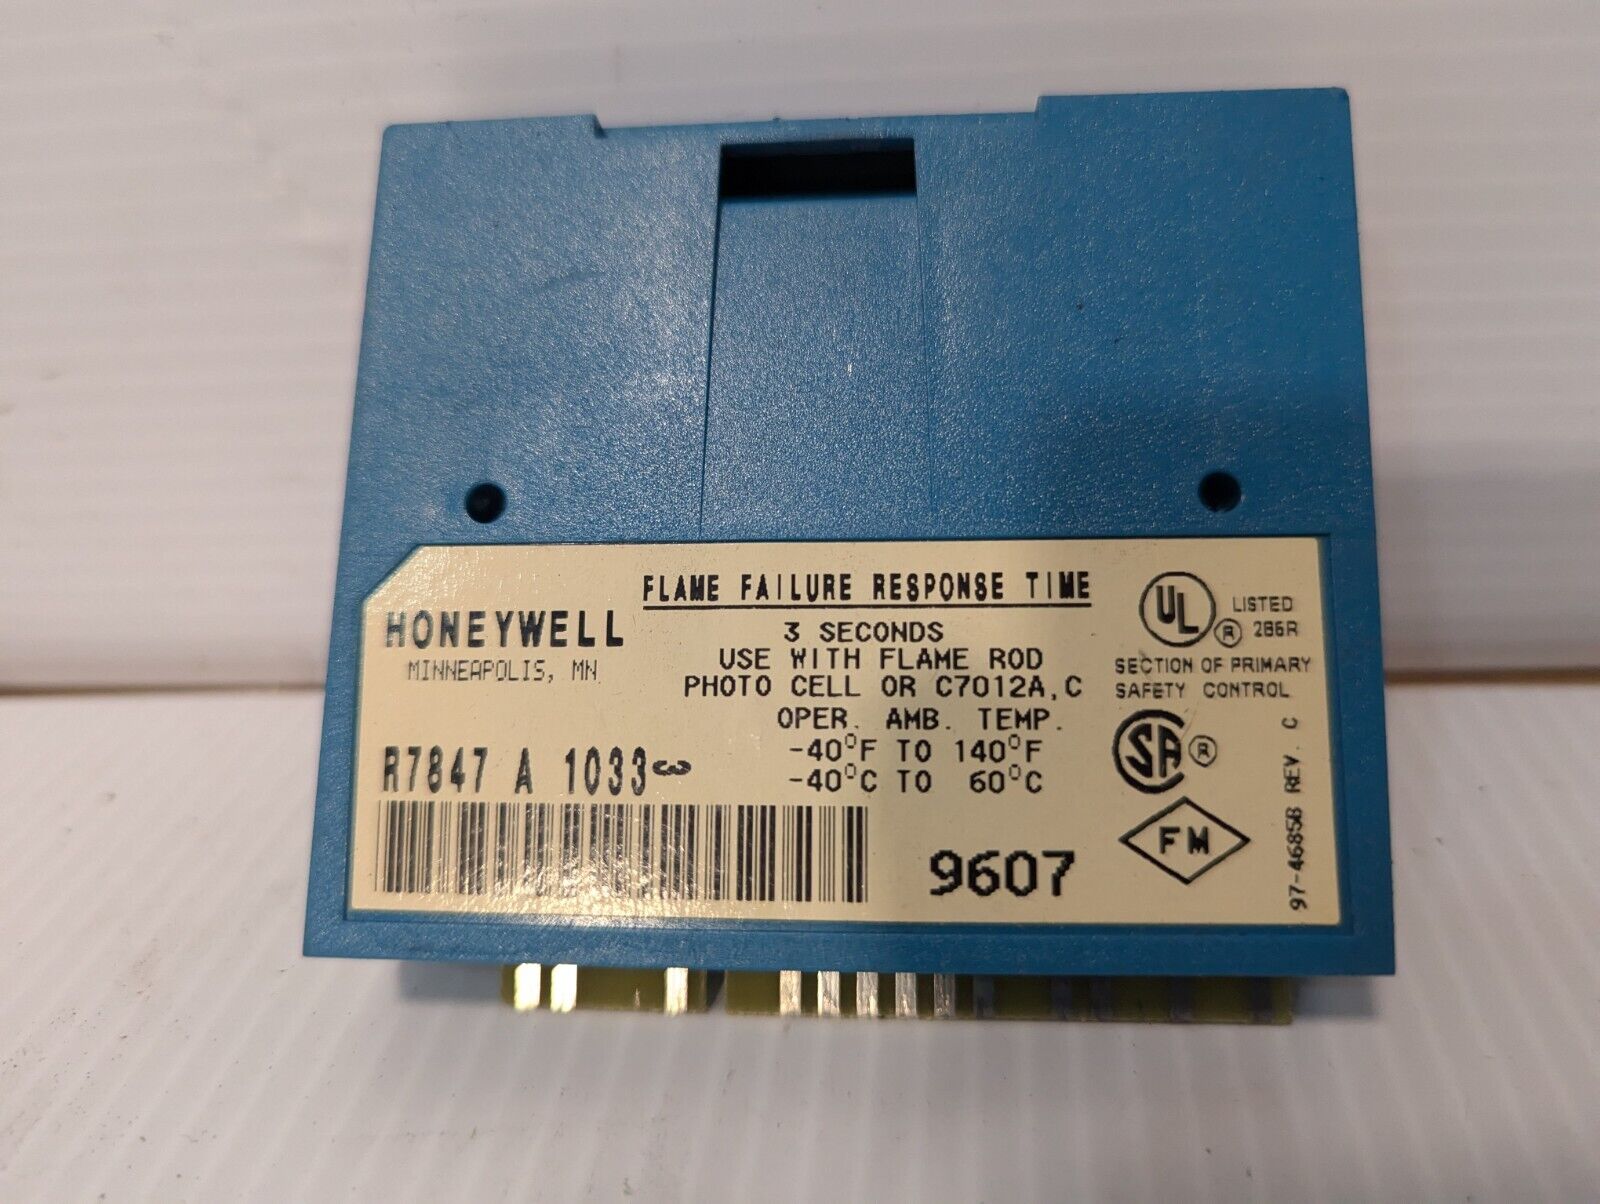 FLAME FAILURE RESPONSE TIME
3 SECONDS
USE WITH FLAME ROD
PHOTO CELL OR C7012A,C
OPER. AMB. TEMP.
-40°F TO 140°F
-40°C TO 60°C
HONEYWELL
MINNEAPOLIS, MN
R7847 A 1033 3
9607
UL ® LISTED
286R
SECTION OF PRIMARY
SAFETY CONTROL
SA ®
FM
97-4685B REV. C